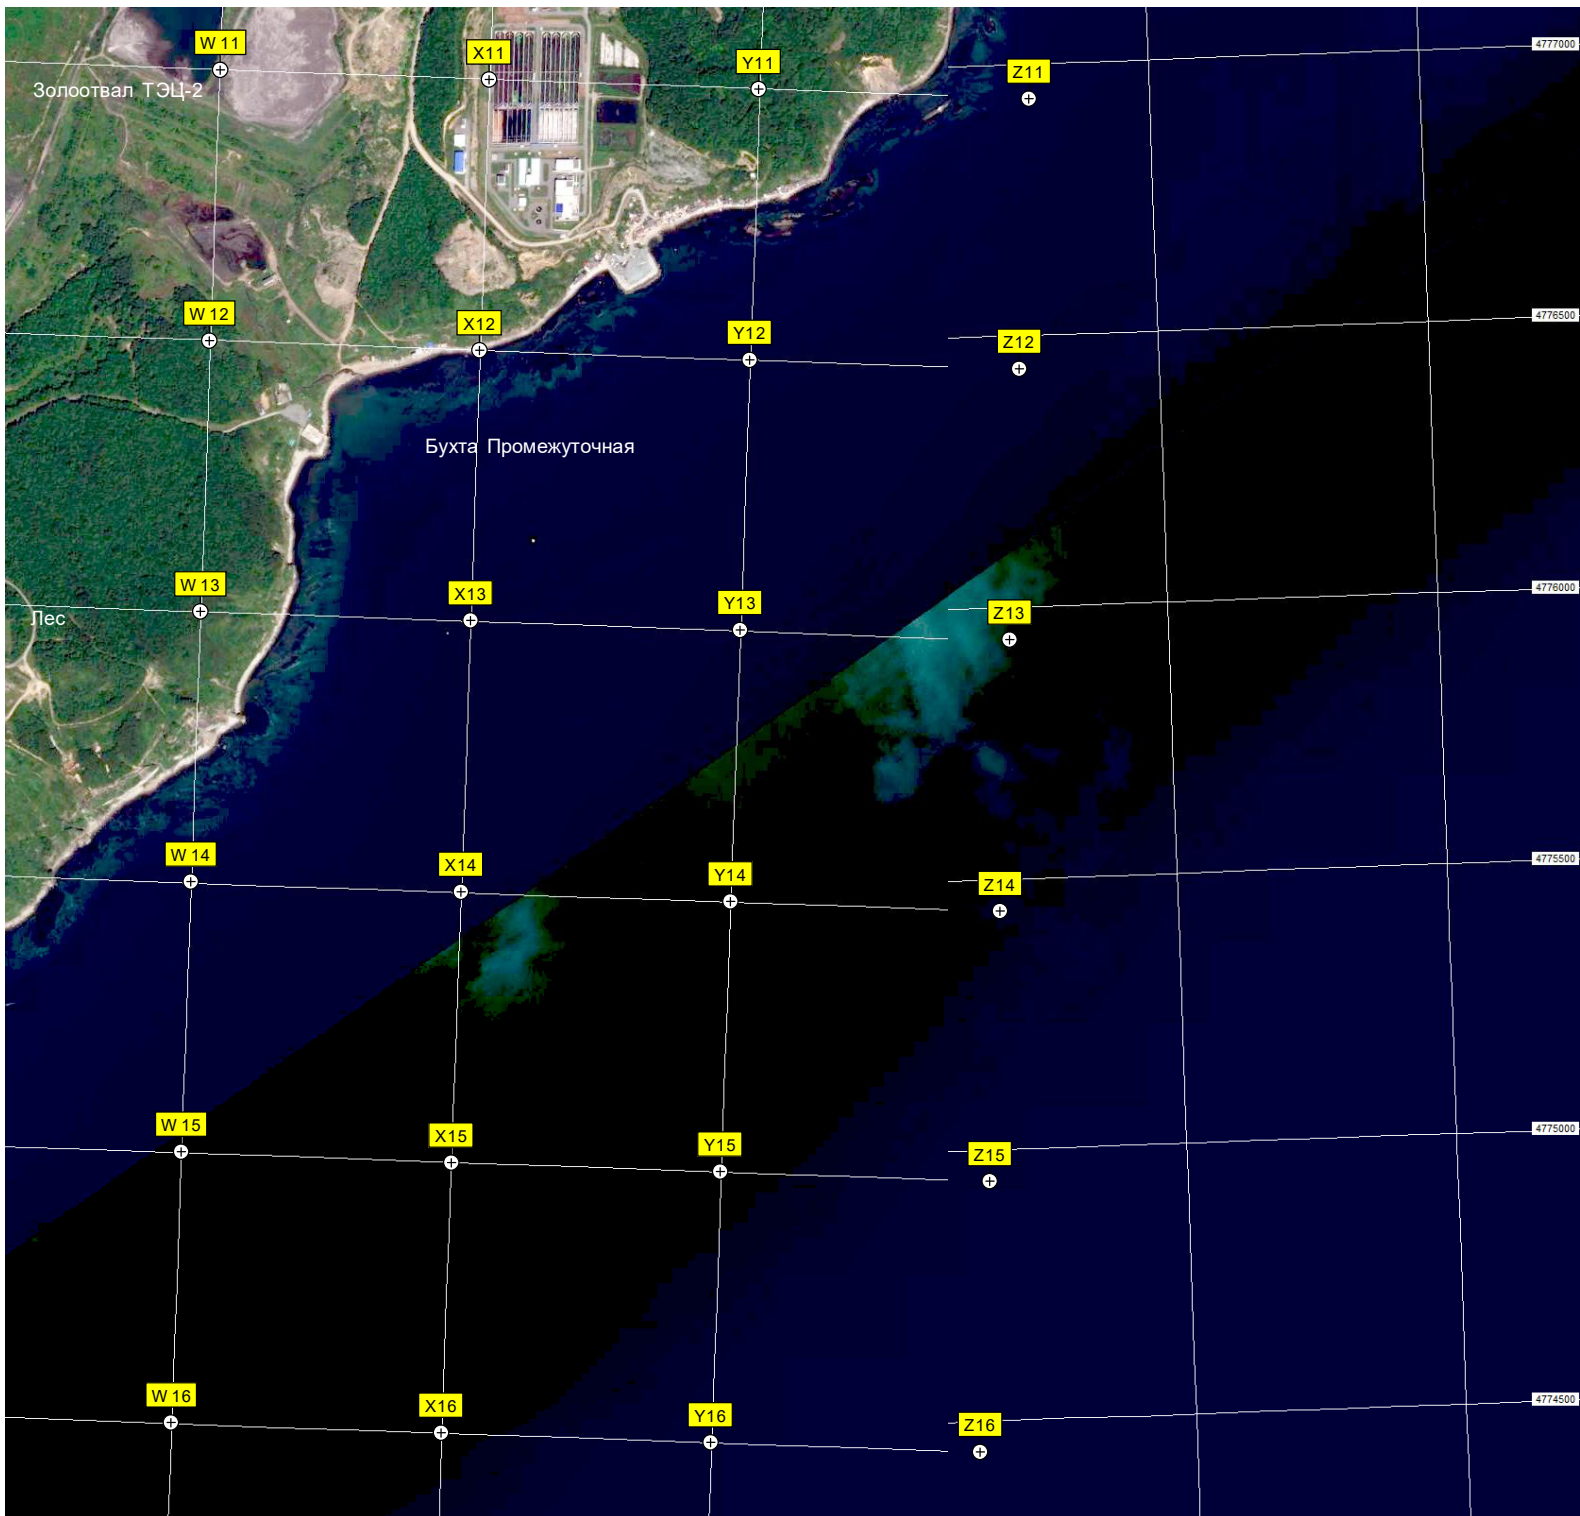 4777000
W 11
X11
Y11
Z11
Золоотвал ТЭЦ-2
4776500
W 12
X12
Y12
Z12
Бухта Промежуточная
4776000
W 13
X13
Y13
Z13
Лес
4775500
W 14
X14
Y14
Z14
4775000
W 15
X15
Y15
Z15
4774500
W 16
X16
Y16
Z16